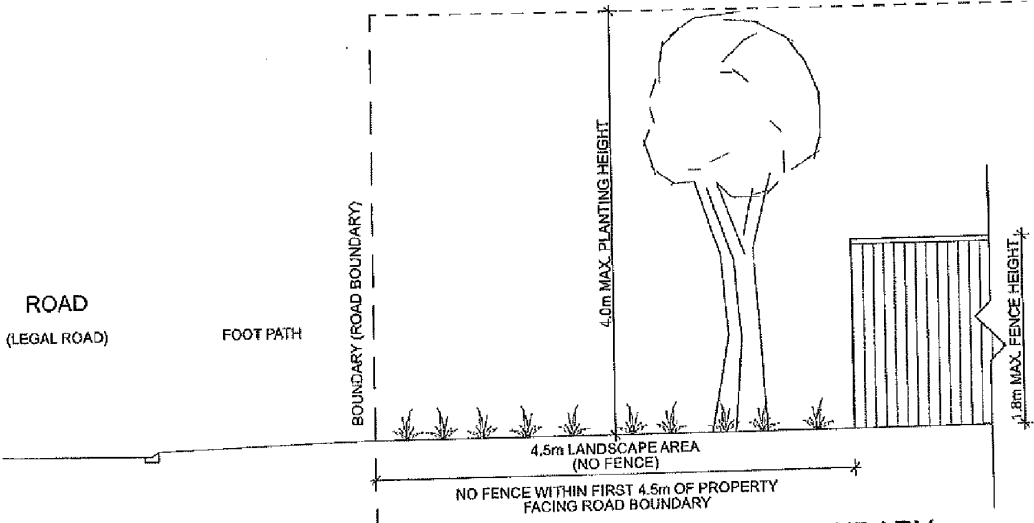 ROAD
(LEGAL ROAD)
FOOT PATH
BOUNDARY (ROAD BOUNDARY)
4.0m MAX. PLANTING HEIGHT
1.8m MAX. FENCE HEIGHT
4.5m LANDSCAPE AREA
(NO FENCE)
NO FENCE WITHIN FIRST 4.5m OF PROPERTY
FACING ROAD BOUNDARY